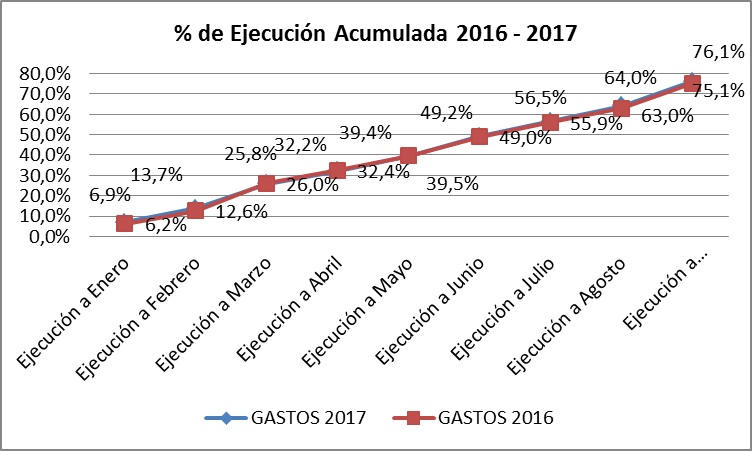 % de Ejecución Acumulada 2016 - 2017
80,0%
70,0%
60,0%
50,0%
40,0%
30,0%
20,0%
10,0%
0,0%
6,9%
13,7%
25,8%
32,2%
39,4%
49,2%
56,5%
64,0%
76,1%
6,2%
12,6%
26,0%
32,4%
39,5%
49,0%
55,9%
63,0%
75,1%
Ejecución a Enero
Ejecución a Febrero
Ejecución a Marzo
Ejecución a Abril
Ejecución a Mayo
Ejecución a Junio
Ejecución a Julio
Ejecución a Agosto
Ejecución a...
GASTOS 2017
GASTOS 2016